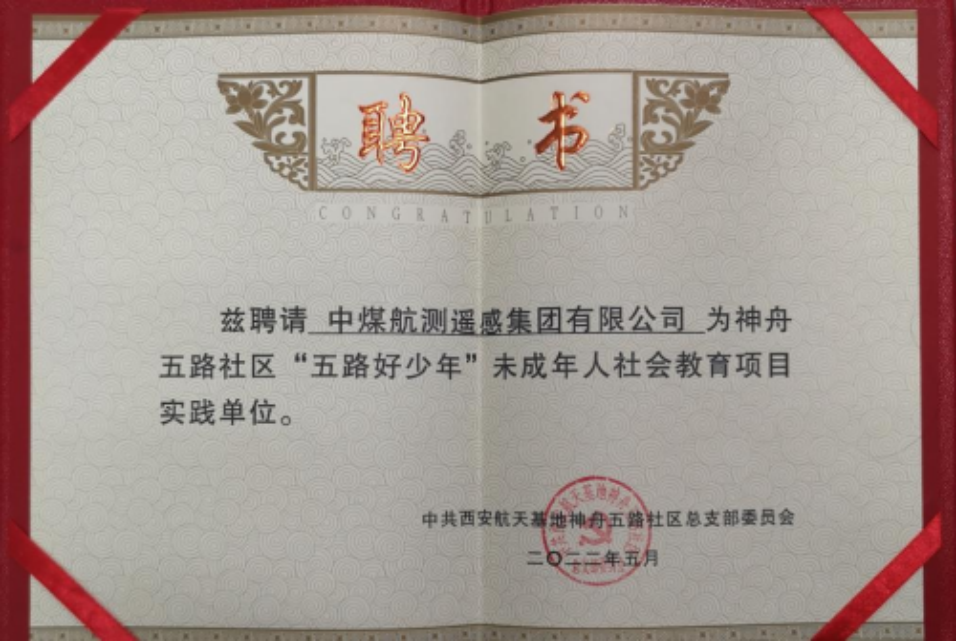 聘书
CONGRATULATION
兹聘请 中煤航测遥感集团有限公司 为神舟
五路社区“五路好少年”未成年人社会教育项目
实践单位。
中共西安航天基地神舟五路社区总支部委员会
二〇二二年五月